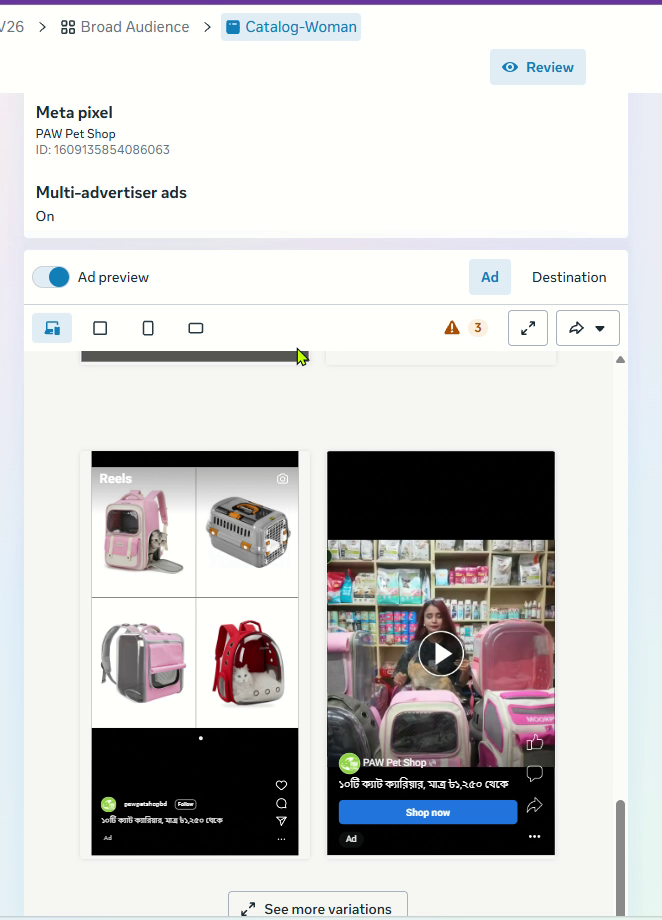 V26 > Broad Audience > Catalog-Woman
Review
Meta pixel
PAW Pet Shop
ID: 1609135854086063
Multi-advertiser ads
On
Ad preview
Ad
Destination
3
Reels
pawpetshopbd
Follow
১০টি ক্যাট ক্যারিয়ার, মাত্র ৳১,২৫০ থেকে
Ad
PAW Pet Shop
১০টি ক্যাট ক্যারিয়ার, মাত্র ৳১,২৫০ থেকে
Shop now
Ad
See more variations